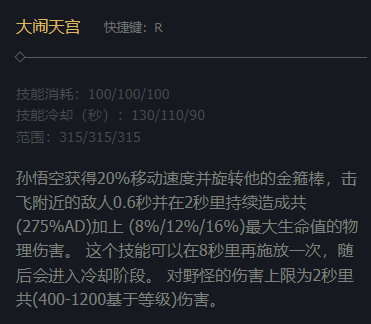 大闹天宫 快捷键：R
技能消耗：100/100/100
技能冷却（秒）：130/110/90
范围：315/315/315
孙悟空获得20%移动速度并旋转他的金箍棒，击
飞附近的敌人0.6秒并在2秒里持续造成共
(275%AD)加上 (8%/12%/16%)最大生命值的物
理伤害。 这个技能可以在8秒里再施放一次，随
后会进入冷却阶段。 对野怪的伤害上限为2秒里
共(400-1200基于等级)伤害。